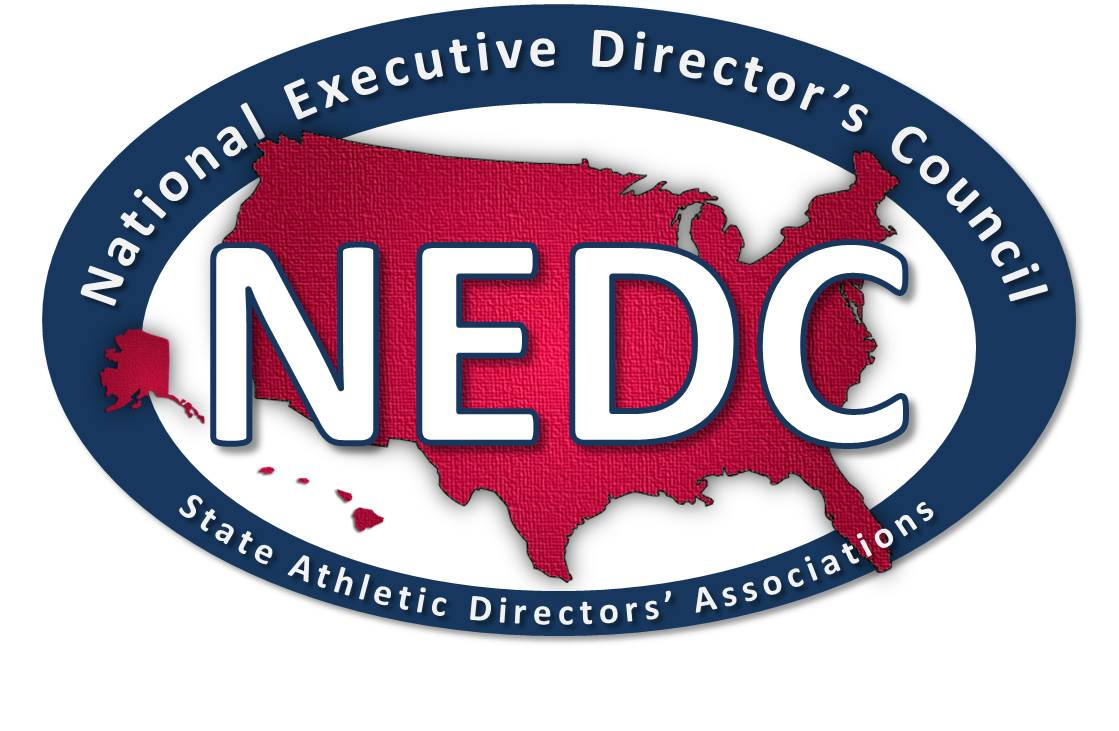 National Executive Director's Council
NEDC
State Athletic Directors' Associations